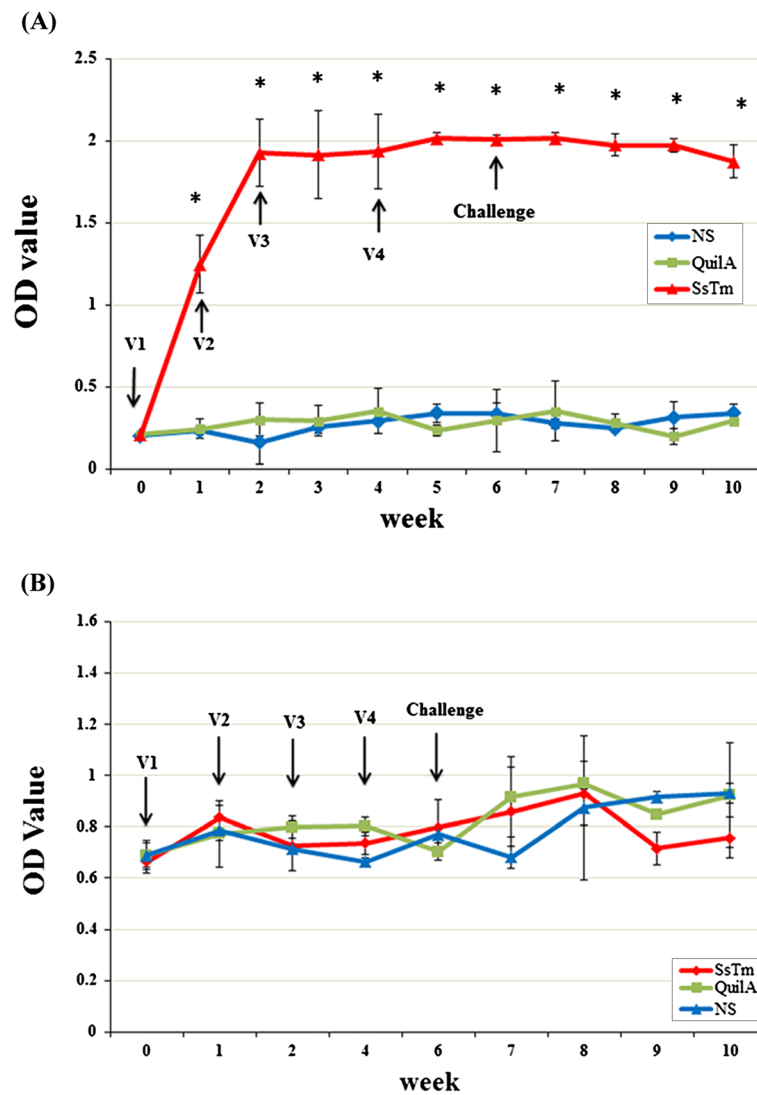 (A)
2.5
2
1.5
1
0.5
0
OD value
* * * * * * * * * *
V1
V2
V3
V4
Challenge
NS
QuilA
SsTm
0 1 2 3 4 5 6 7 8 9 10
week
(B)
1.6
1.4
1.2
1
0.8
0.6
0.4
0.2
0
OD Value
V1
V2
V3
V4
Challenge
SsTm
QuilA
NS
0 1 2 4 6 7 8 9 10
week